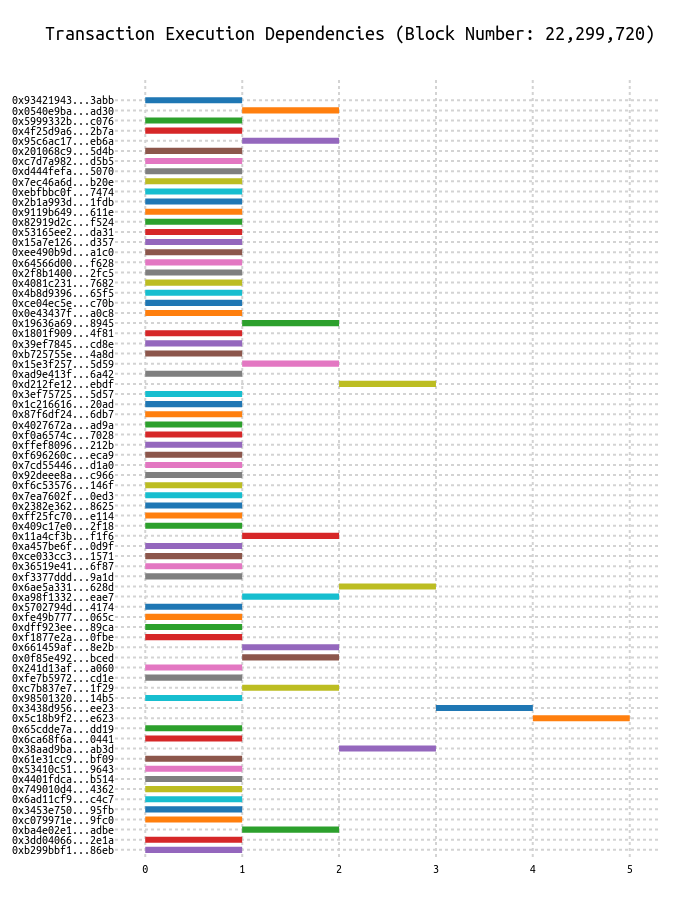 Transaction Execution Dependencies (Block Number: 22,299,720)
0x93421943...3abb
0x0540e9ba...ad30
0x5999332b...c076
0x4f25d9a6...2b7a
0x95c6ac17...eb6a
0x201068c9...5d4b
0xc7d7a982...d5b5
0xd444fefa...5070
0x7ec46a6d...b20e
0xebfbbc0f...7474
0x2b1a993d...1fdb
0x9119b649...611e
0x82919d2c...f524
0x53165ee2...da31
0x15a7e126...d357
0xee490b9d...a1c0
0x64566d00...f628
0x2f8b1400...2fc5
0x4081c231...7682
0x4b8d9396...65f5
0xce04ec5e...c70b
0x0e43437f...a0c8
0x19636a69...8945
0x1801f909...4f81
0x39ef7845...cd8e
0xb725755e...4a8d
0x15e3f257...5d59
0xad9e413f...6a42
0xd212fe12...ebdf
0x3ef75725...5d57
0x1c216616...20ad
0x87f6df24...6db7
0x4027672a...ad9a
0xf0a6574c...7028
0xffef8096...212b
0xf696260c...eca9
0x7cd55446...d1a0
0x92deee8a...c966
0xf6c53576...146f
0x7ea7602f...0ed3
0x2382e362...8625
0xff25fc70...e114
0x409c17e0...2f18
0x11a4cf3b...f1f6
0xa457be6f...0d9f
0xce033cc3...1571
0x36519e41...6f87
0xf3377ddd...9a1d
0x6ae5a331...628d
0xa98f1332...eae7
0x5702794d...4174
0xfe49b777...065c
0xdff923ee...89ca
0xf1877e2a...0fbe
0x661459af...8e2b
0x0f85e492...bced
0x241d13af...a060
0xfe7b5972...cd1e
0xc7b837e7...1f29
0x98501320...14b5
0x3438d956...ee23
0x5c18b9f2...e623
0x65cdde7a...dd19
0x6ca68f6a...0441
0x38aad9ba...ab3d
0x61e31cc9...bf09
0x53410c51...9643
0x4401fdca...b514
0x749010d4...4362
0x6ad11cf9...c4c7
0x3453e750...95fb
0xc079971e...9fc0
0xba4e02e1...adbe
0x3dd04066...2e1a
0xb299bbf1...86eb
0 1 2 3 4 5